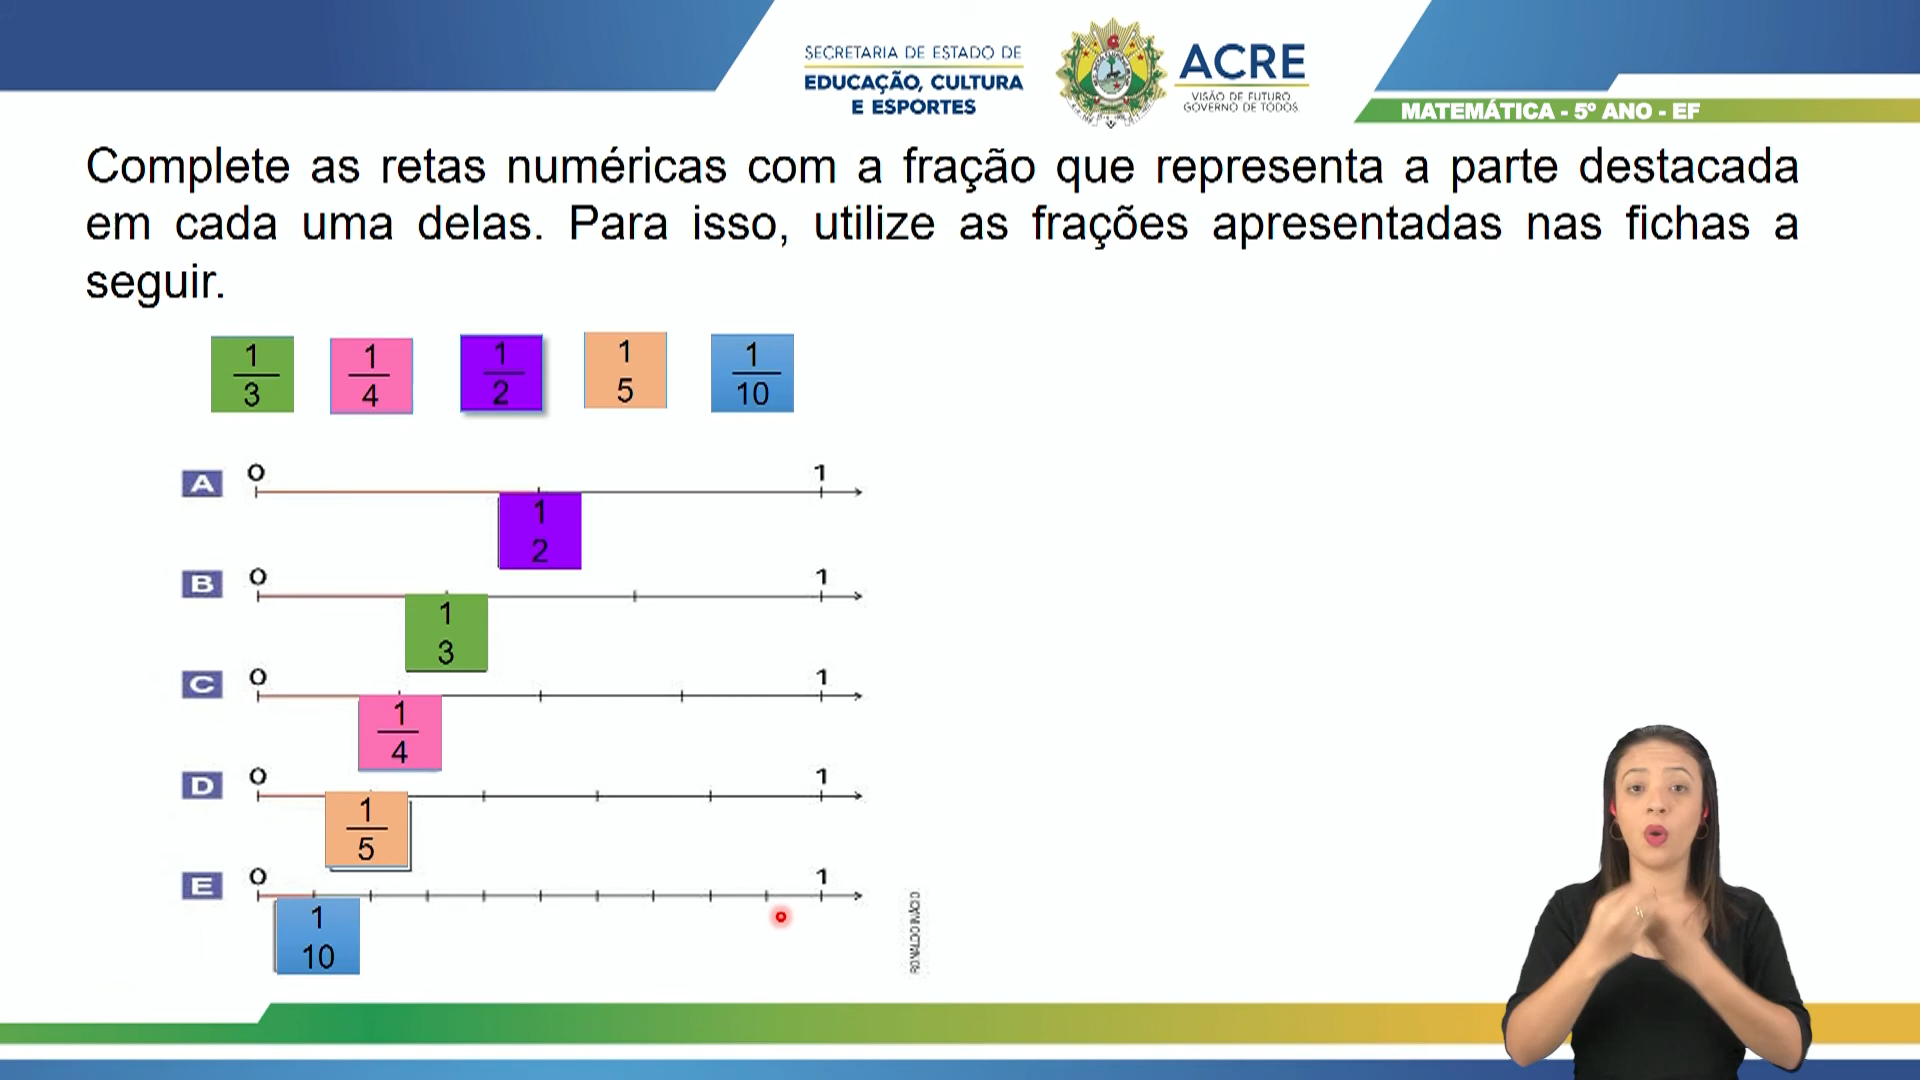 SECRETARIA DE ESTADO DE
EDUCAÇÃO, CULTURA
E ESPORTES
ACRE
VISÃO DE FUTURO
GOVERNO DE TODOS
MATEMÁTICA - 5º ANO - EF
Complete as retas numéricas com a fração que representa a parte destacada
em cada uma delas. Para isso, utilize as frações apresentadas nas fichas a
seguir.
1 1 1 1 1
3 4 2 5 10
A 0 1
1
2
B 0 1
1
3
C 0 1
1
4
D 0 1
1
5
E 0 1
1
10
RONALDO INÁCIO